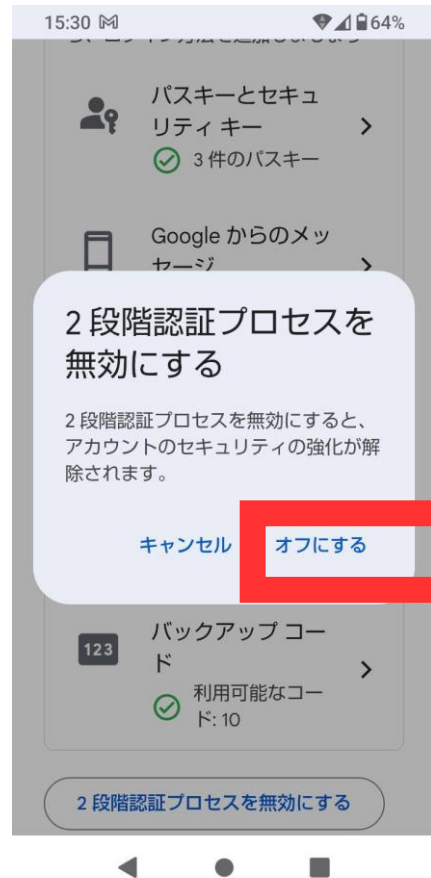 15:30 64%
パスキーとセキュ
リティ キー
3 件のパスキー
Google からのメッ
セージ
2 段階認証プロセスを
無効にする
2 段階認証プロセスを無効にすると、
アカウントのセキュリティの強化が解
除されます。
キャンセル オフにする
123
バックアップ コー
ド
利用可能なコー
ド: 10
2 段階認証プロセスを無効にする